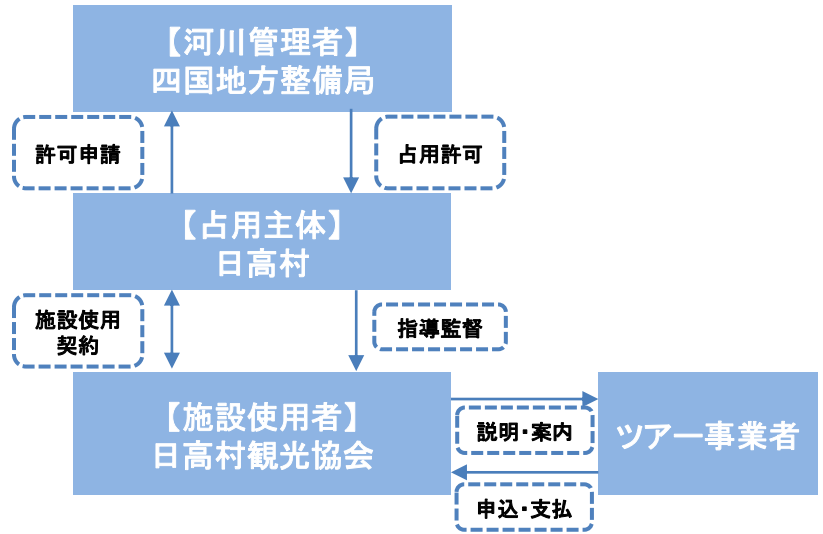 【河川管理者】
四国地方整備局
許可申請
占用許可
【占用主体】
日高村
施設使用
契約
指導監督
【施設使用者】
日高村観光協会
説明・案内
ツアー事業者
申込・支払